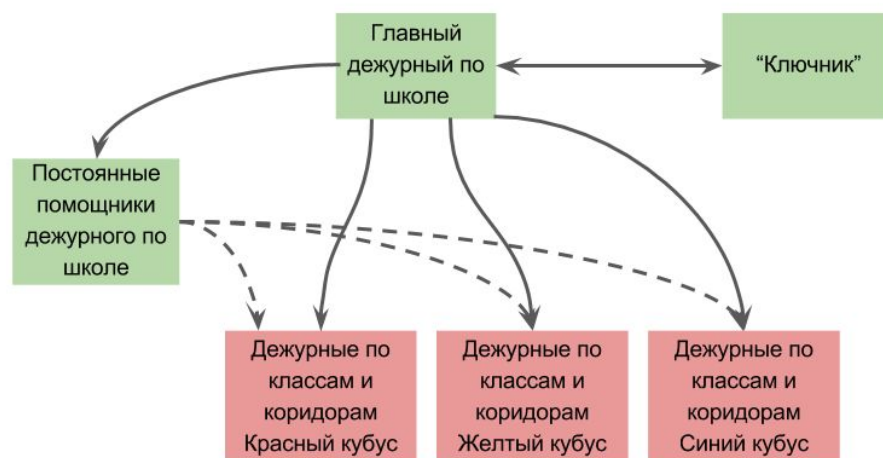 Главный
дежурный по
школе
“Ключник”
Постоянные
помощники
дежурного по
школе
Дежурные по
классам и
коридорам
Красный кубус
Дежурные по
классам и
коридорам
Желтый кубус
Дежурные по
классам и
коридорам
Синий кубус